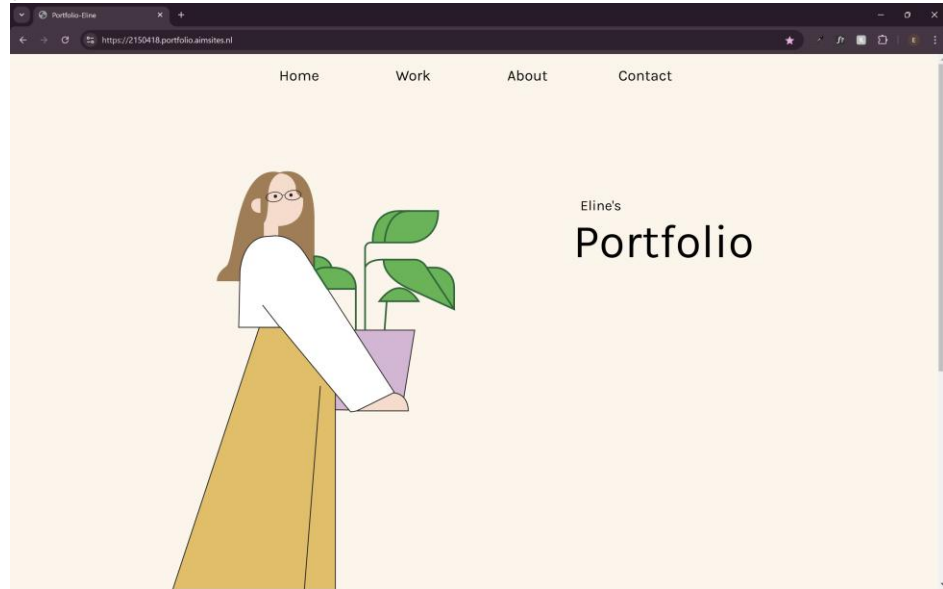 Portfolio-Eline
https://2150418.portfolio.aimsites.nl
Home Work About Contact
Eline's
Portfolio